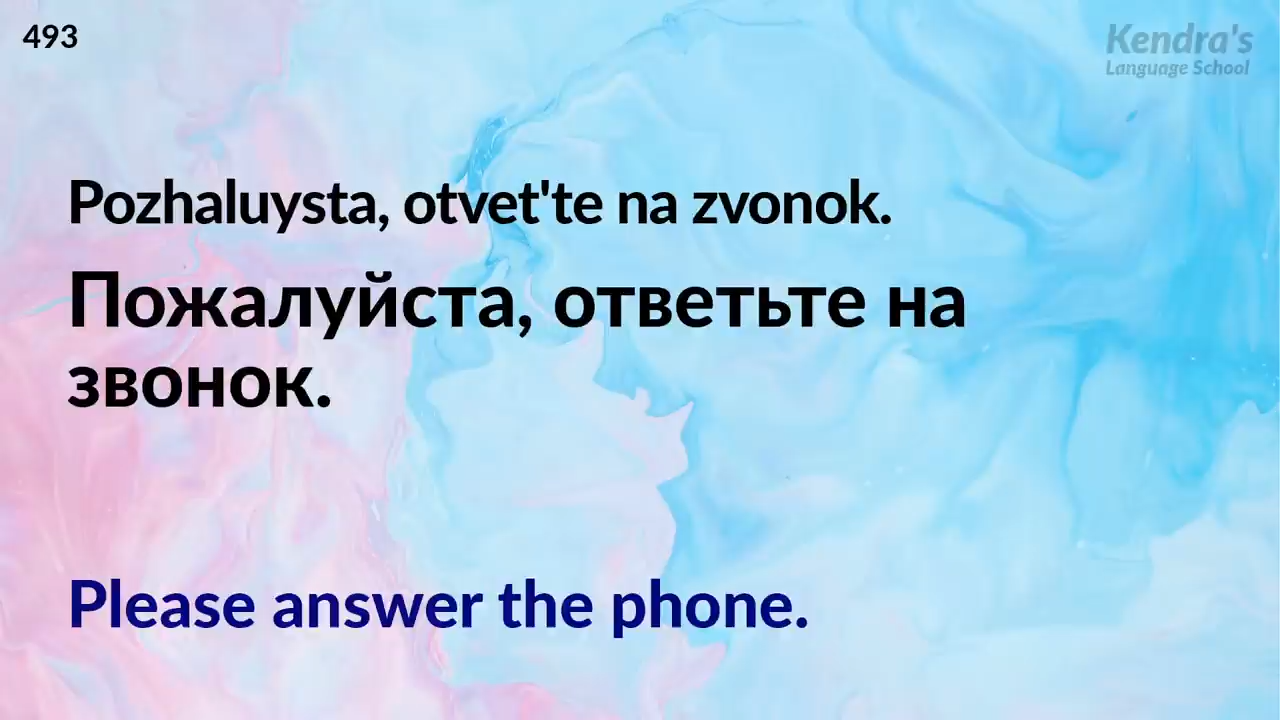 493
Kendra's
Language School
Pozhaluysta, otvet'te na zvonok.
Пожалуйста, ответьте на
звонок.
Please answer the phone.